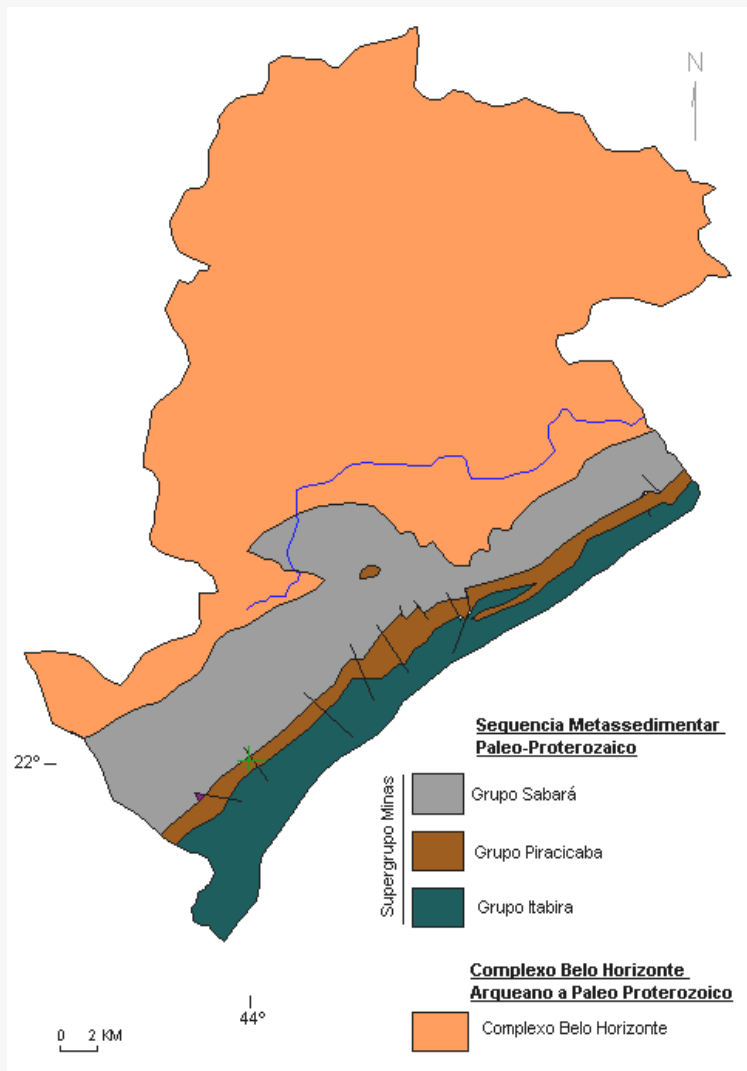 N
22°
Sequencia Metassedimentar
Paleo-Proterozaico
Supergrupo Minas
Grupo Sabará
Grupo Piracicaba
Grupo Itabira
Complexo Belo Horizonte
Arqueano a Paleo Proterozoico
Complexo Belo Horizonte
44°
0 2 KM